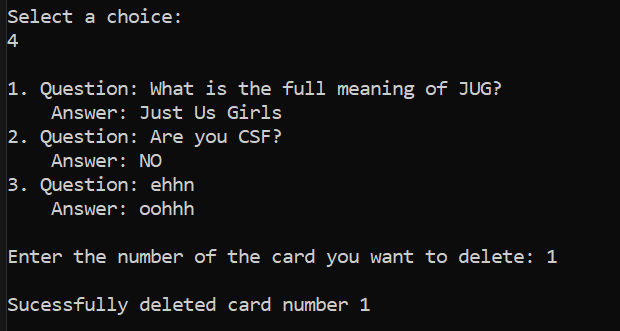 Select a choice:
4
1. Question: What is the full meaning of JUG?
Answer: Just Us Girls
2. Question: Are you CSF?
Answer: NO
3. Question: ehhn
Answer: oohhh
Enter the number of the card you want to delete: 1
Sucessfully deleted card number 1